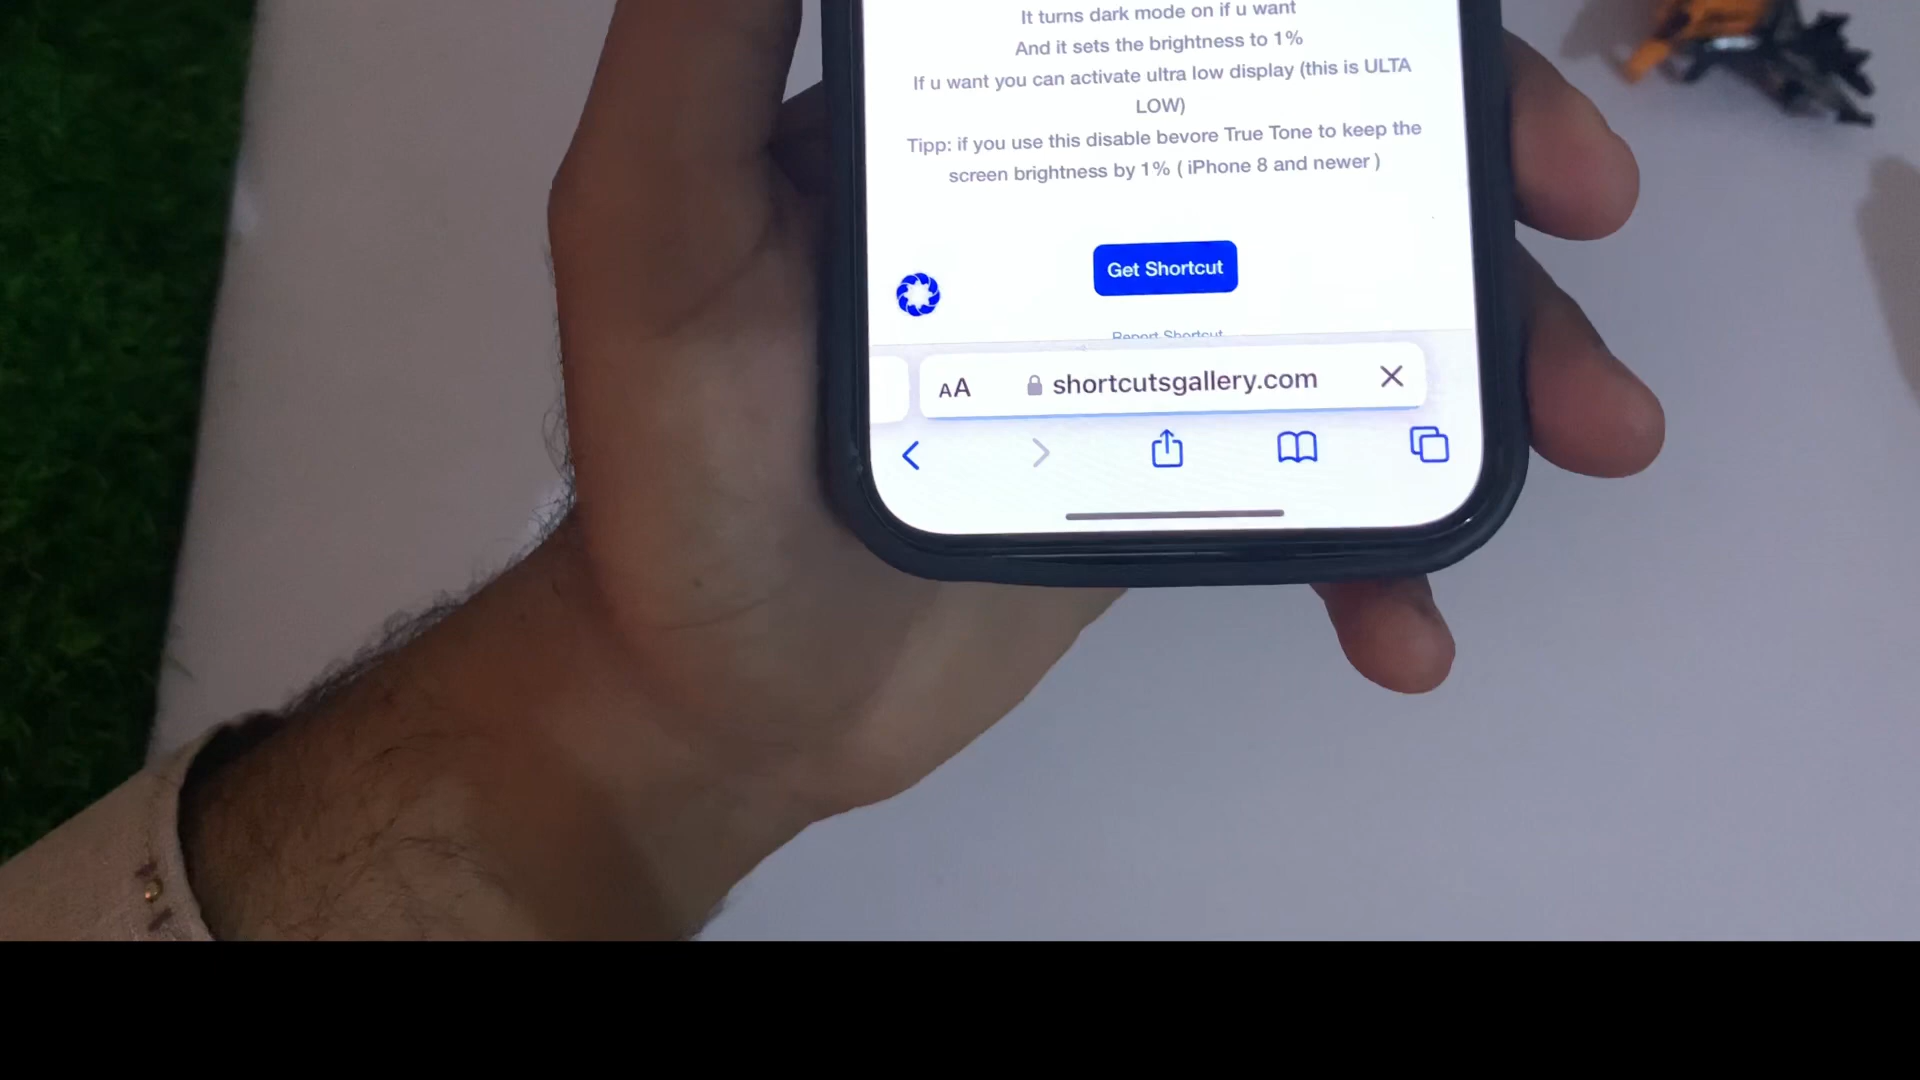 It turns dark mode on if u want
And it sets the brightness to 1%
If u want you can activate ultra low display (this is ULTA
LOW)
Tipp: if you use this disable bevore True Tone to keep the
screen brightness by 1% ( iPhone 8 and newer )
Get Shortcut
Report Shortcut
AA shortcutsgallery.com